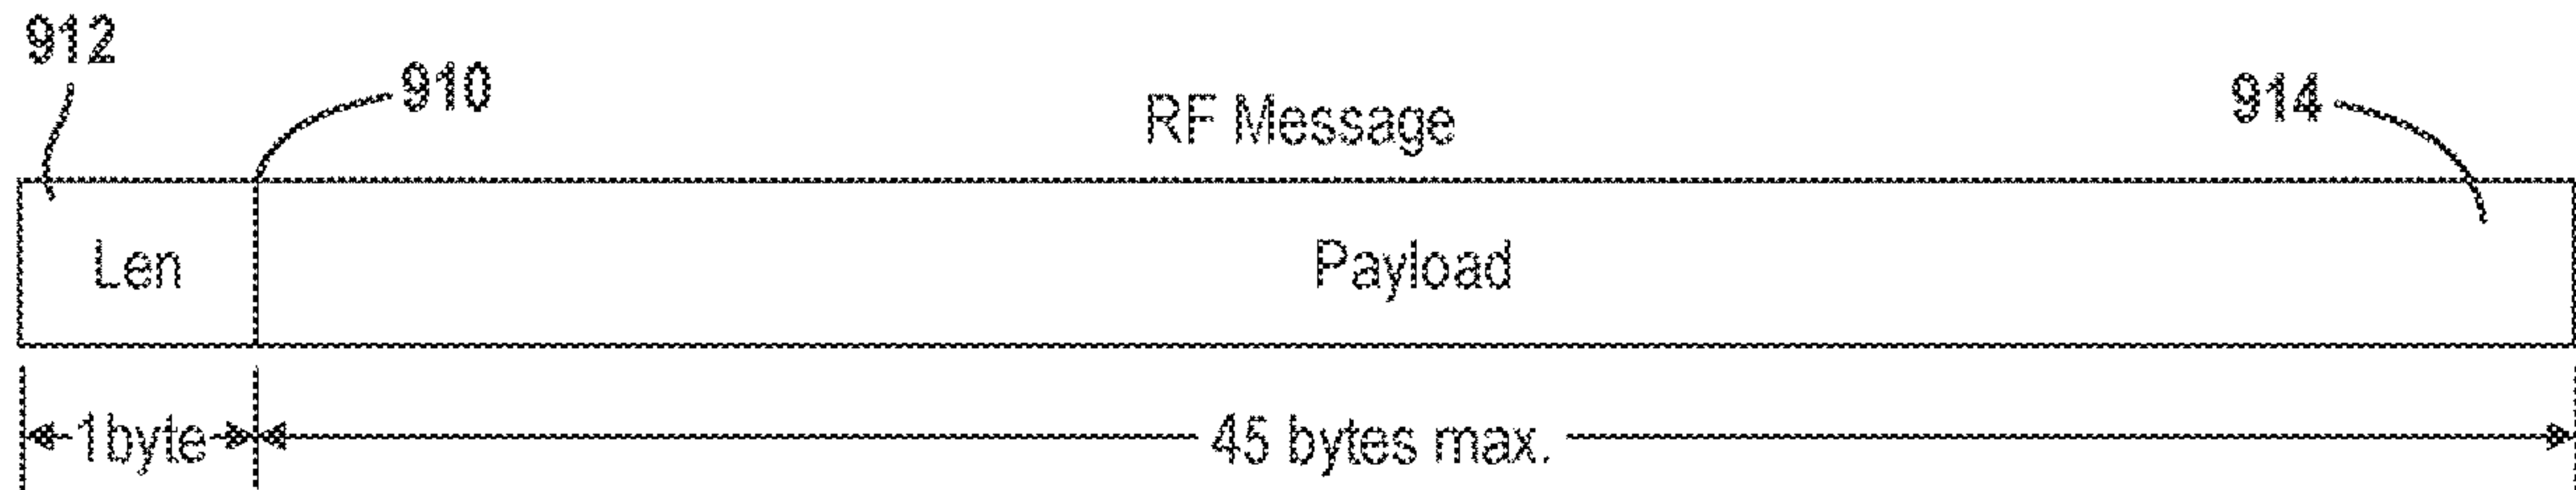 912
910
RF Message
914
Len
Payload
1byte
45 bytes max.